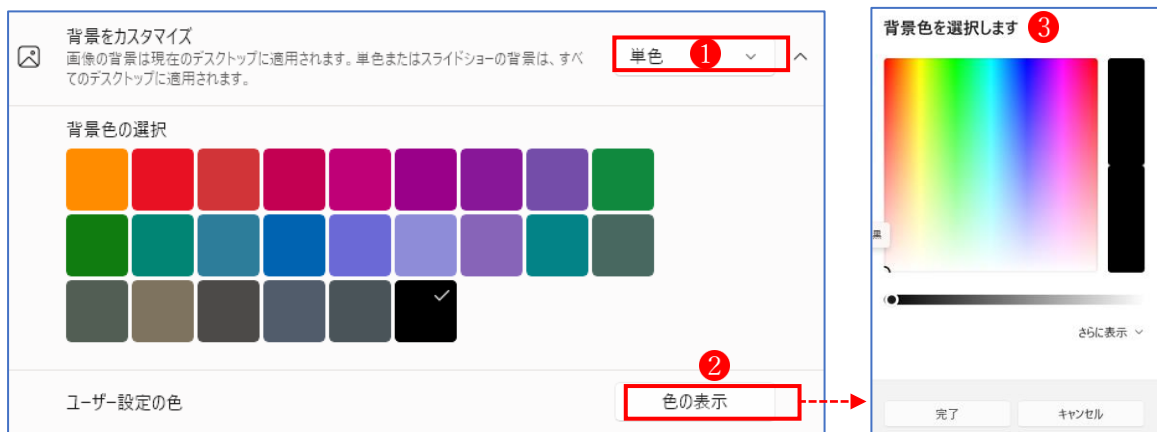 背景をカスタマイズ
画像の背景は現在のデスクトップに適用されます。単色またはスライドショーの背景は、すべ
てのデスクトップに適用されます。
単色
1
背景色の選択
ユーザー設定の色
2
色の表示
背景色を選択します
3
黒
さらに表示
完了
キャンセル